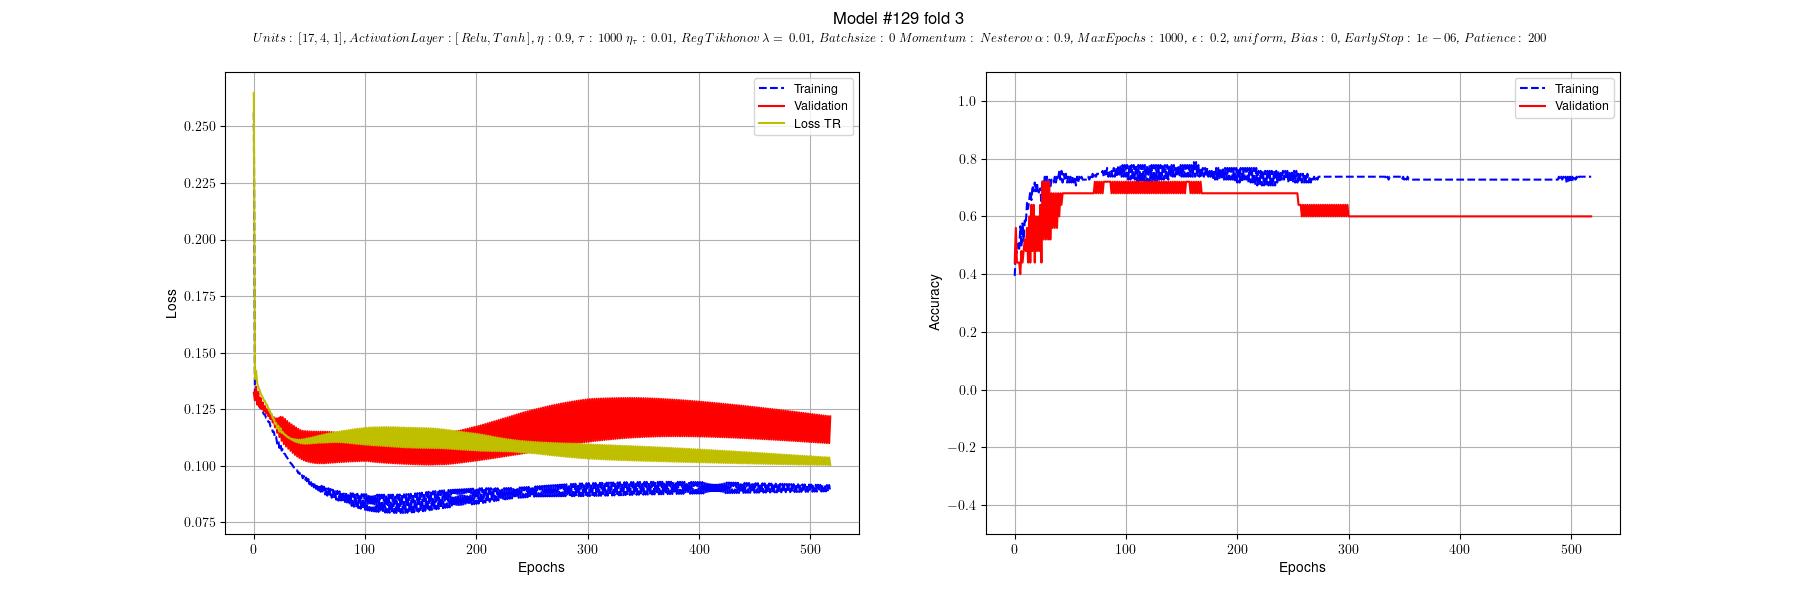 Model #129 fold 3
Units : [17, 4, 1], ActivationLayer : [Relu, Tanh], η : 0.9, τ : 1000 ητ : 0.01, RegTikhonov λ = 0.01, Batchsize : 0 Momentum : Nesterov α : 0.9, MaxEpochs : 1000, ϵ : 0.2, uniform, Bias : 0, EarlyStop : 1e − 06, Patience : 200
Training
Validation
Loss TR
0.250
0.225
0.200
0.175
0.150
0.125
0.100
0.075
Loss
0 100 200 300 400 500
Epochs
Training
Validation
1.0
0.8
0.6
0.4
0.2
0.0
−0.2
−0.4
Accuracy
0 100 200 300 400 500
Epochs